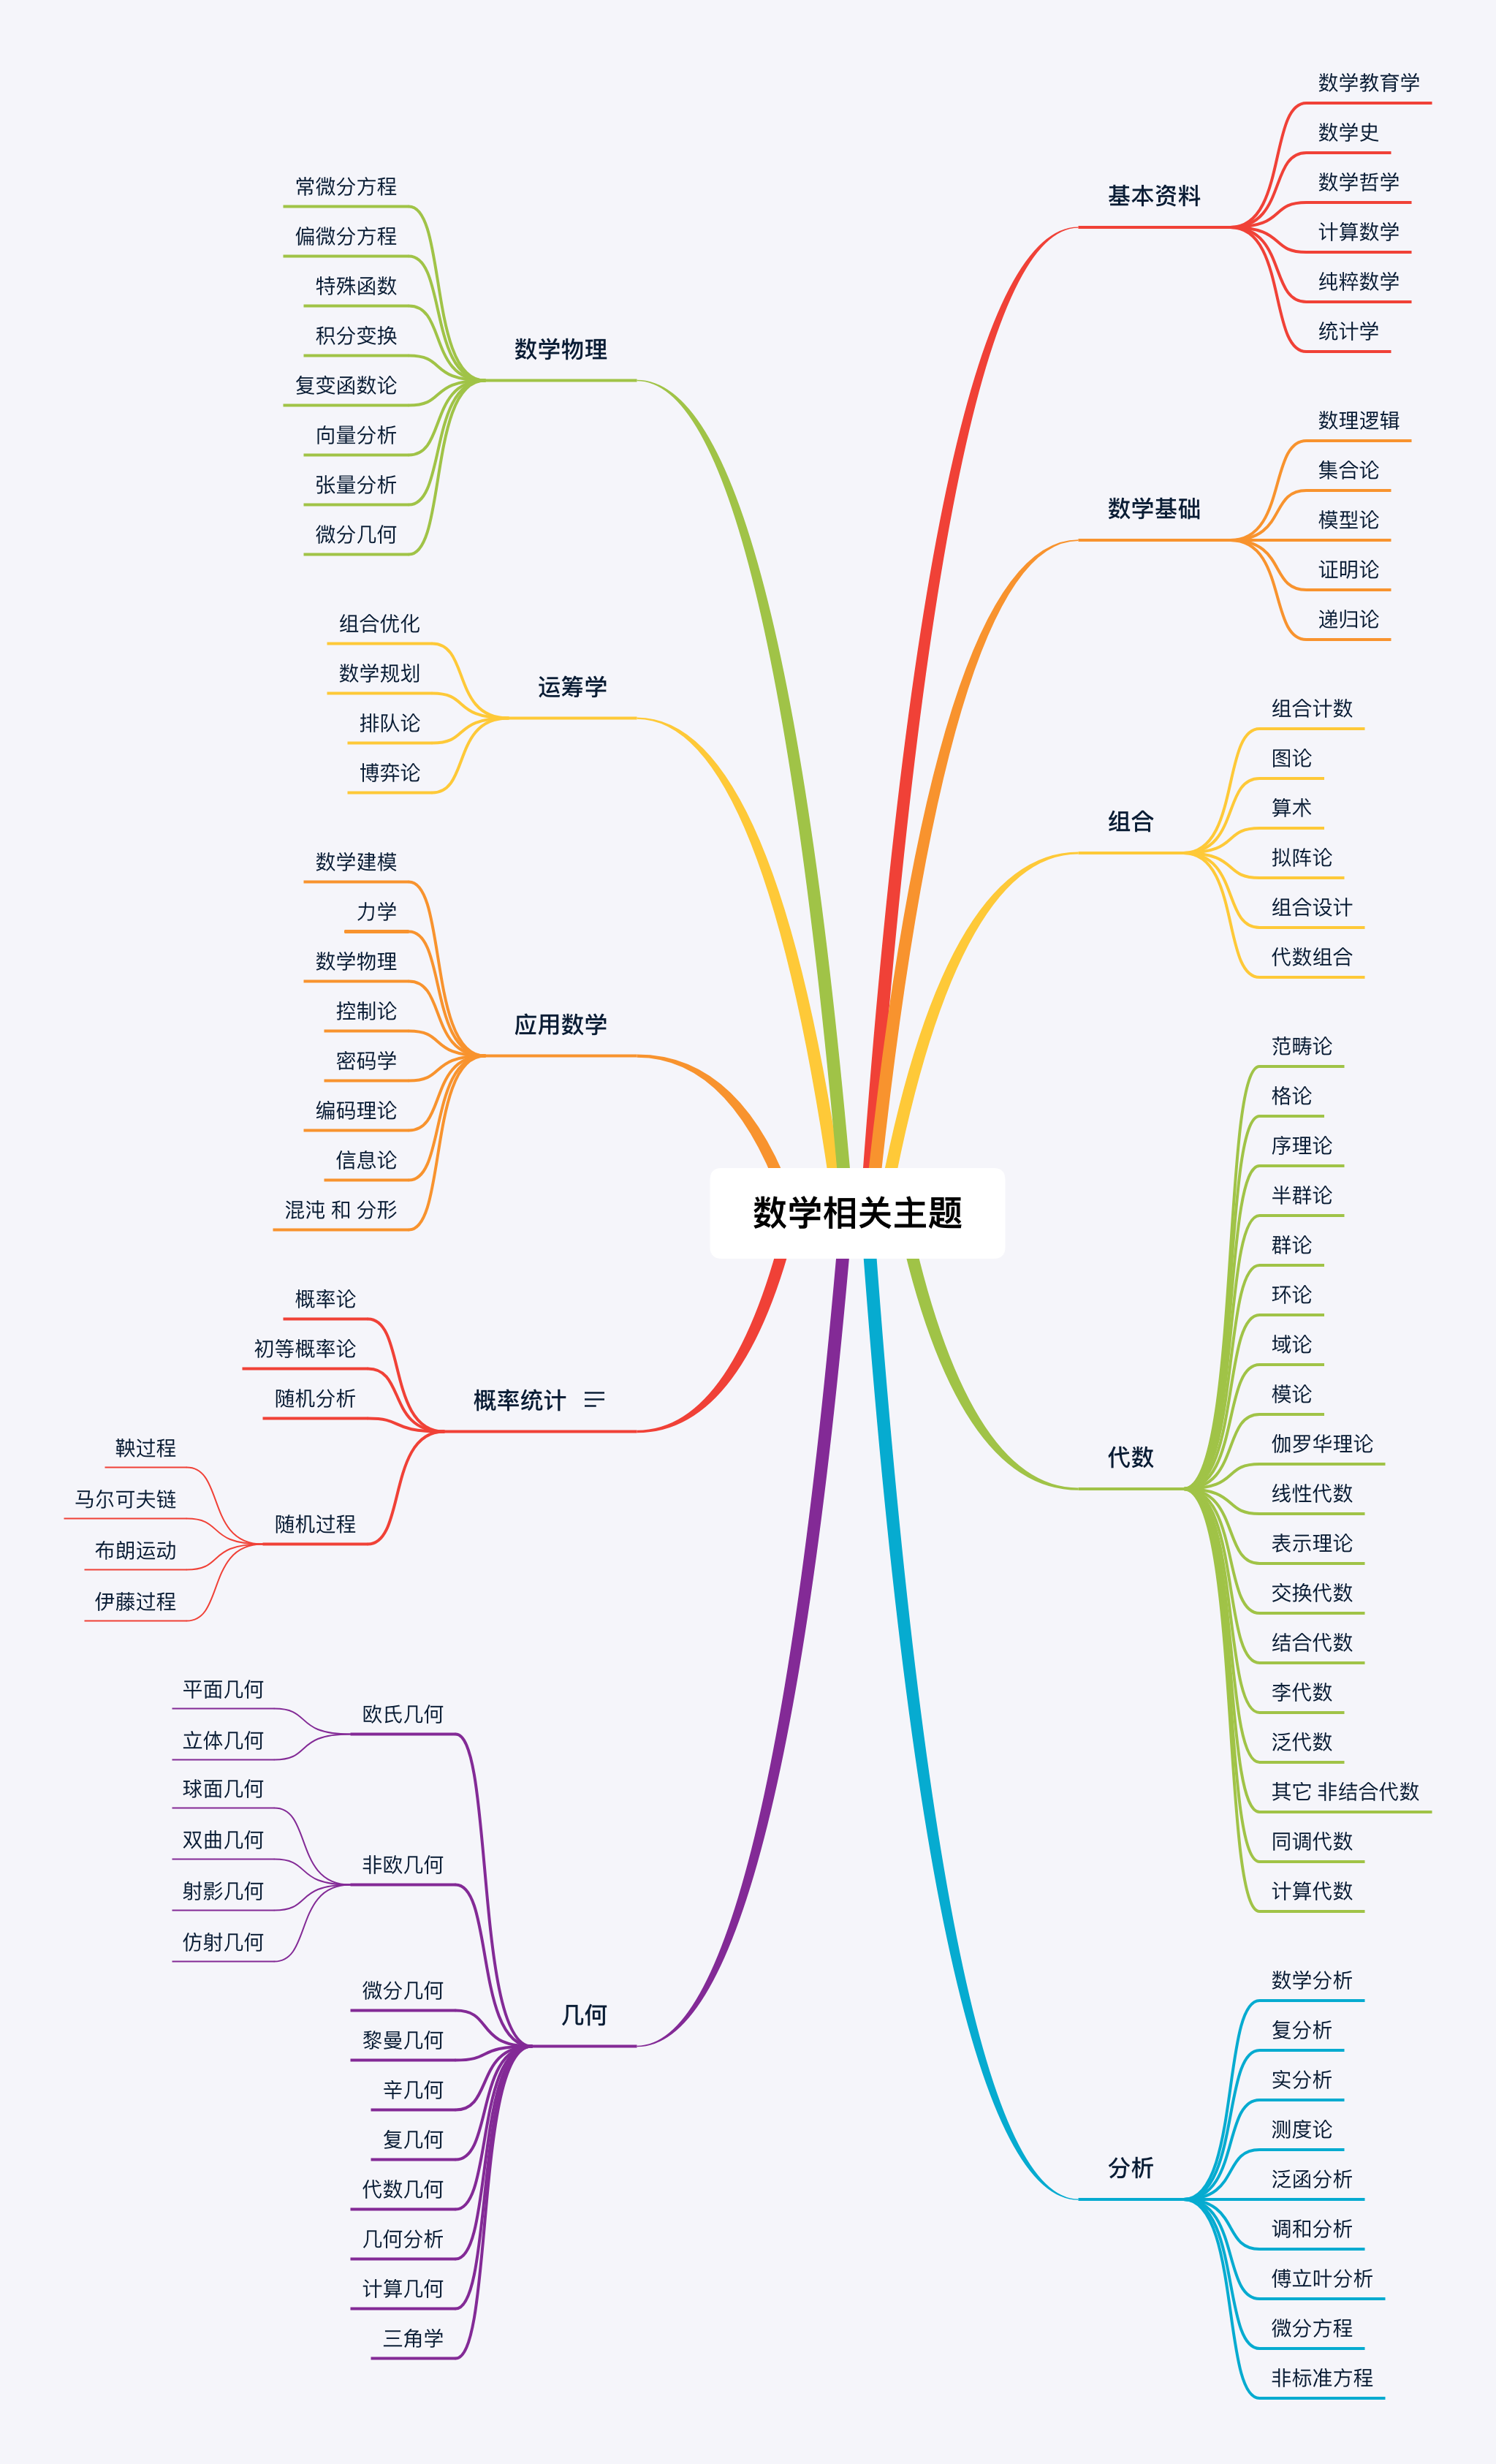 数学相关主题
基本资料
数学教育学
数学史
数学哲学
计算数学
纯粹数学
统计学
数学基础
数理逻辑
集合论
模型论
证明论
递归论
组合
组合计数
图论
算术
拟阵论
组合设计
代数组合
代数
范畴论
格论
序理论
半群论
群论
环论
域论
模论
伽罗华理论
线性代数
表示理论
交换代数
结合代数
李代数
泛代数
其它 非结合代数
同调代数
计算代数
分析
数学分析
复分析
实分析
测度论
泛函分析
调和分析
傅立叶分析
微分方程
非标准方程
数学物理
常微分方程
偏微分方程
特殊函数
积分变换
复变函数论
向量分析
张量分析
微分几何
运筹学
组合优化
数学规划
排队论
博弈论
应用数学
数学建模
力学
数学物理
控制论
密码学
编码理论
信息论
混沌 和 分形
概率统计
概率论
初等概率论
随机分析
随机过程
鞅过程
马尔可夫链
布朗运动
伊藤过程
几何
欧氏几何
平面几何
立体几何
非欧几何
球面几何
双曲几何
射影几何
仿射几何
微分几何
黎曼几何
辛几何
复几何
代数几何
几何分析
计算几何
三角学